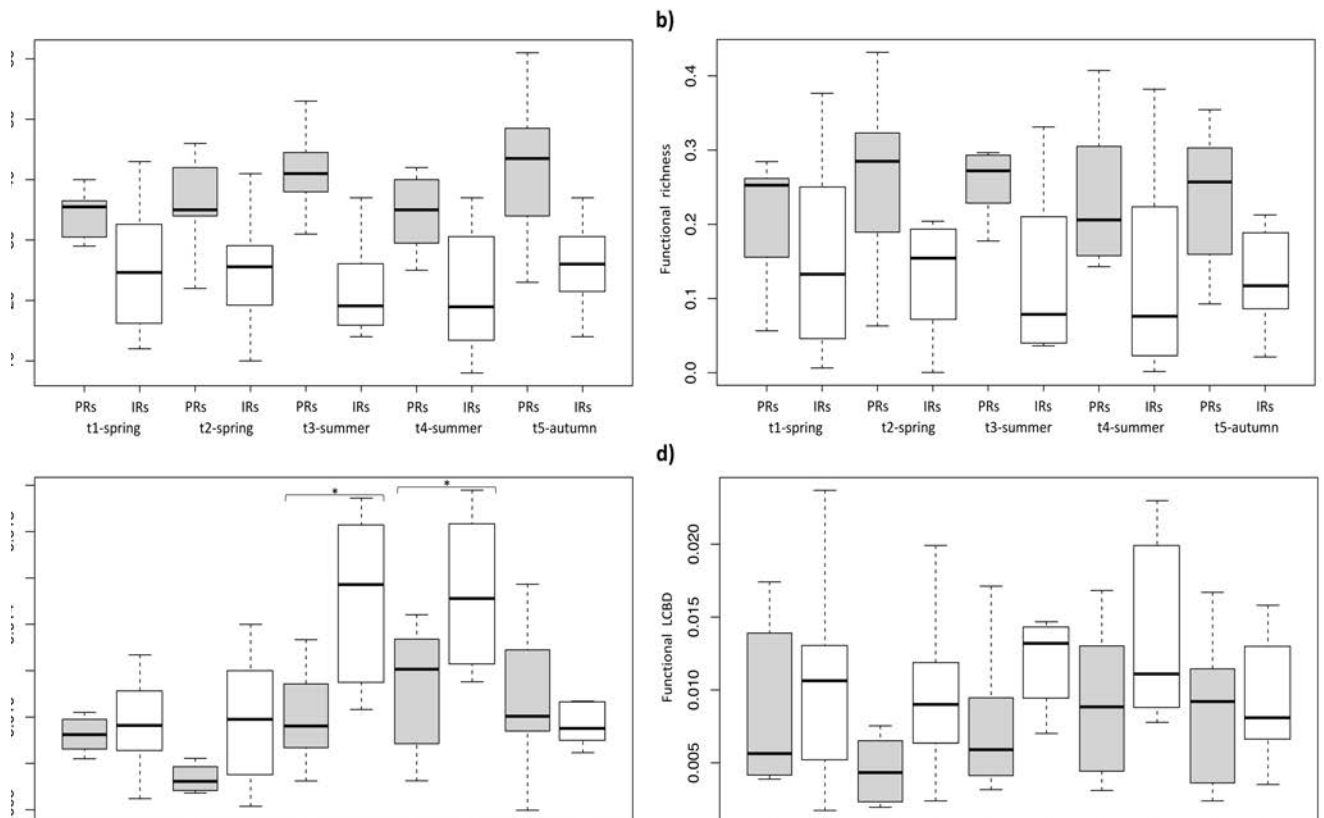 b)
Functional richness
0.0
0.1
0.2
0.3
0.4
PRs IRs PRs IRs PRs IRs PRs IRs PRs IRs
t1-spring t2-spring t3-summer t4-summer t5-autumn
PRs IRs PRs IRs PRs IRs PRs IRs PRs IRs
t1-spring t2-spring t3-summer t4-summer t5-autumn
d)
* *
Functional LCBD
0.005
0.010
0.015
0.020